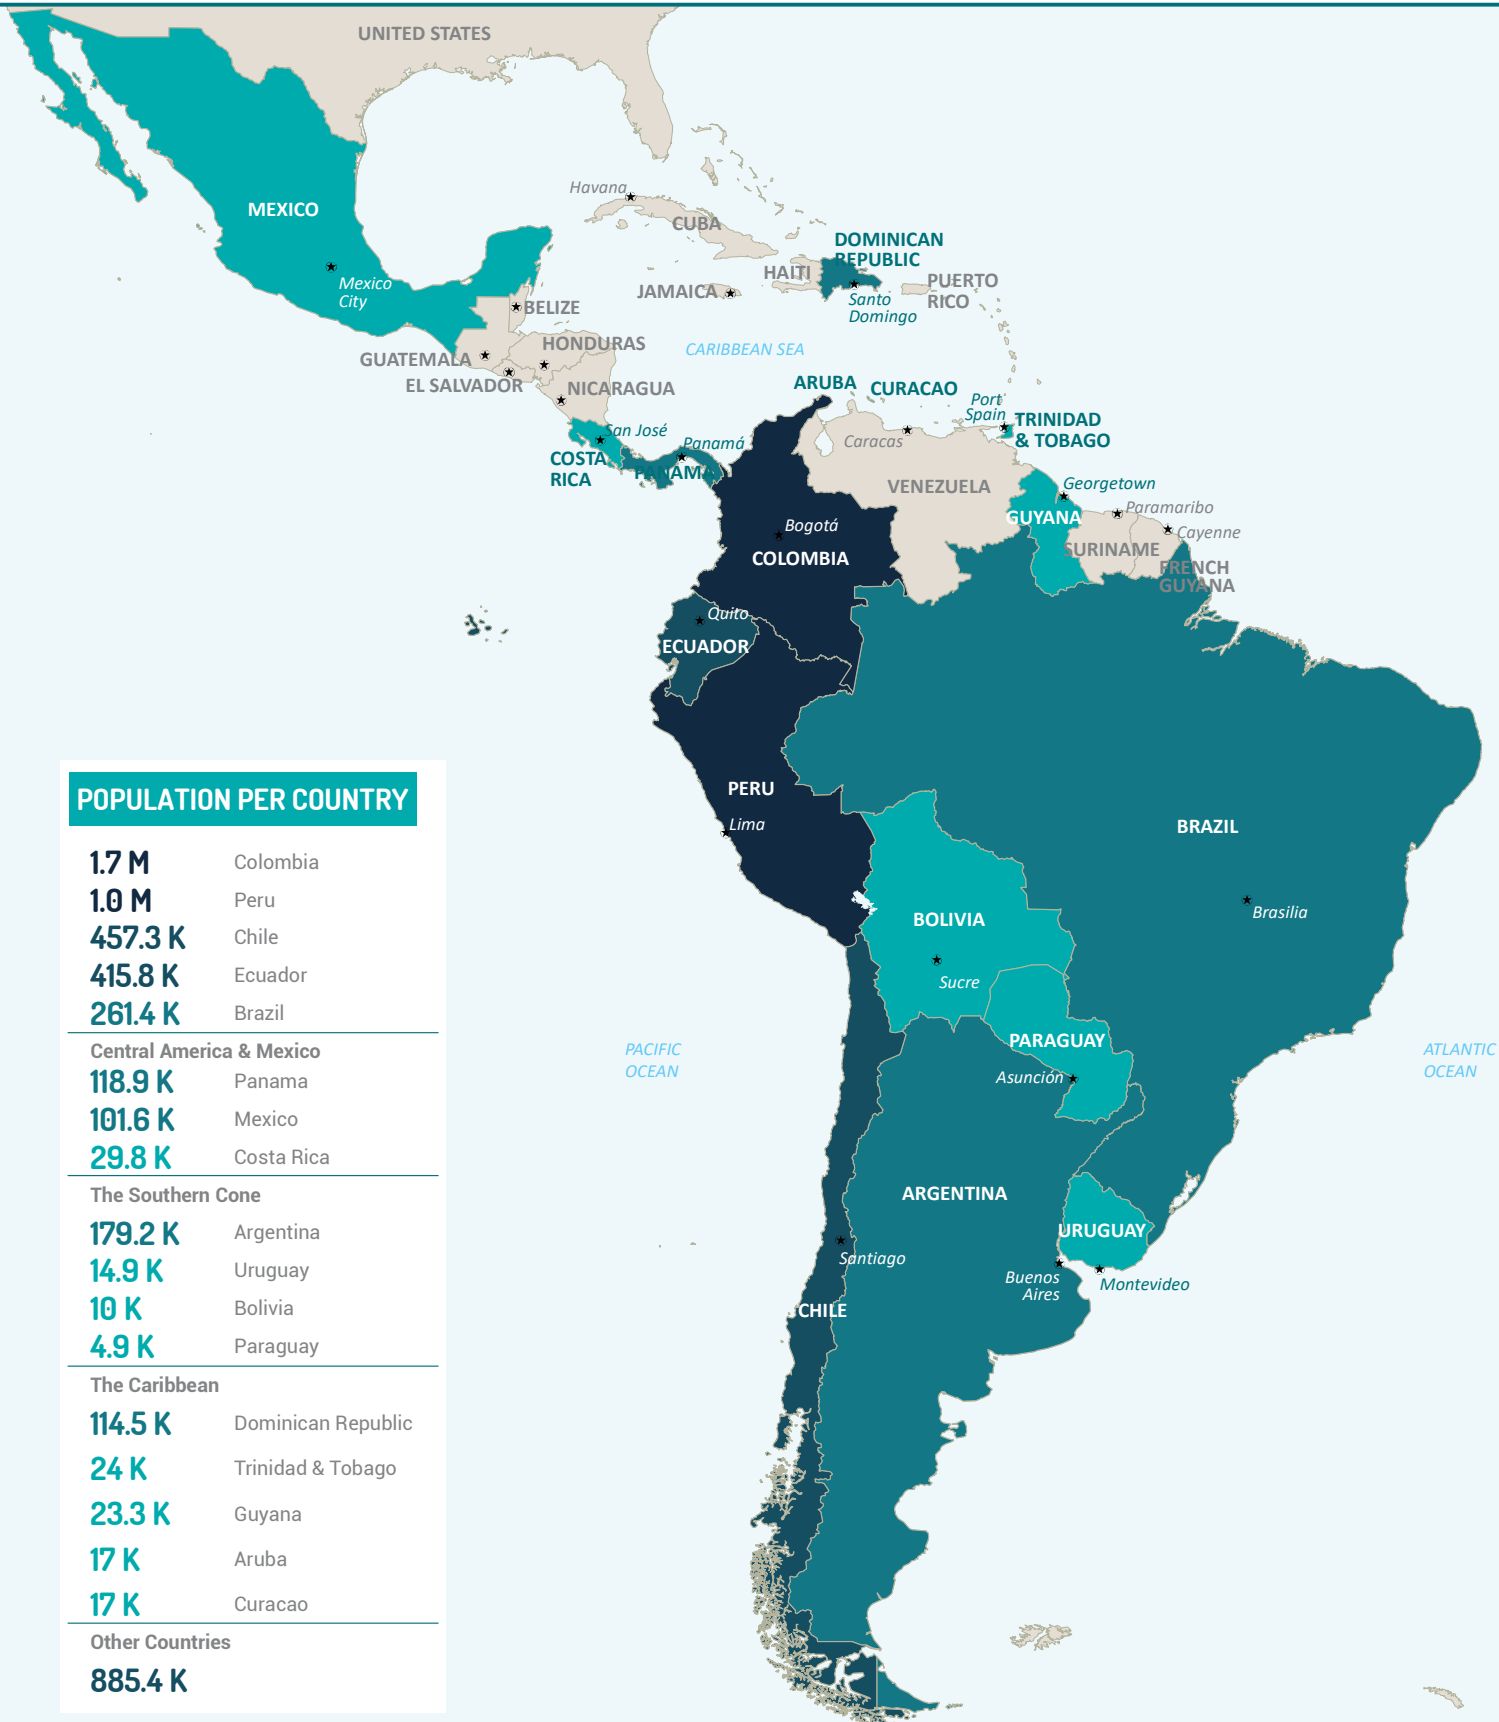 UNITED STATES
MEXICO
Mexico
City
Havana
CUBA
DOMINICAN
REPUBLIC
HAITI
JAMAICA
PUERTO
RICO
Santo
Domingo
BELIZE
HONDURAS
GUATEMALA
EL SALVADOR
NICARAGUA
CARIBBEAN SEA
ARUBA
CURACAO
Port
Spain
TRINIDAD
& TOBAGO
San José
COSTA
RICA
Panamá
PANAMA
Caracas
VENEZUELA
Georgetown
GUYANA
Paramaribo
SURINAME
Cayenne
FRENCH
GUYANA
Bogotá
COLOMBIA
Quito
ECUADOR
PERU
Lima
BRAZIL
Brasilia
BOLIVIA
Sucre
PARAGUAY
Asunción
PACIFIC
OCEAN
ATLANTIC
OCEAN
ARGENTINA
URUGUAY
Santiago
Buenos
Aires
Montevideo
CHILE
POPULATION PER COUNTRY
1.7 M Colombia
1.0 M Peru
457.3 K Chile
415.8 K Ecuador
261.4 K Brazil
Central America & Mexico
118.9 K Panama
101.6 K Mexico
29.8 K Costa Rica
The Southern Cone
179.2 K Argentina
14.9 K Uruguay
10 K Bolivia
4.9 K Paraguay
The Caribbean
114.5 K Dominican Republic
24 K Trinidad & Tobago
23.3 K Guyana
17 K Aruba
17 K Curacao
Other Countries
885.4 K